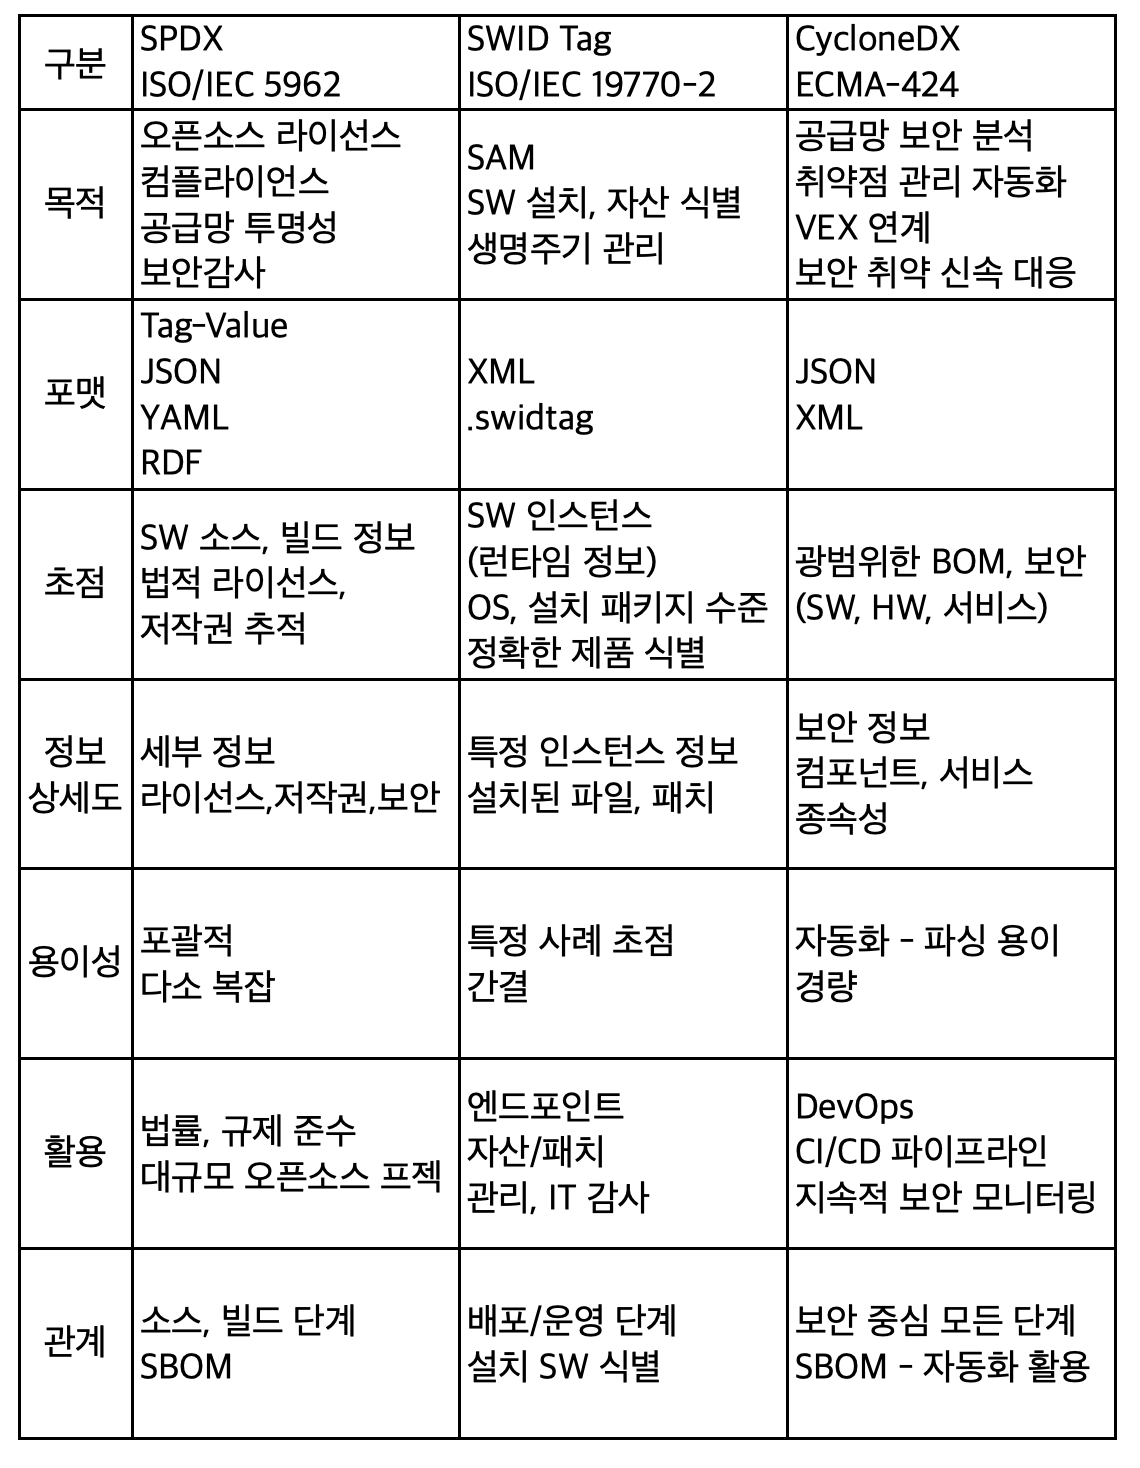 구분
SPDX
ISO/IEC 5962
SWID Tag
ISO/IEC 19770-2
CycloneDX
ECMA-424
목적
오픈소스 라이선스
컴플라이언스
공급망 투명성
보안감사
SAM
SW 설치, 자산 식별
생명주기 관리
공급망 보안 분석
취약점 관리 자동화
VEX 연계
보안 취약 신속 대응
포맷
Tag-Value
JSON
YAML
RDF
XML
.swidtag
JSON
XML
초점
SW 소스, 빌드 정보
법적 라이선스,
저작권 추적
SW 인스턴스
(런타임 정보)
OS, 설치 패키지 수준
정확한 제품 식별
광범위한 BOM, 보안
(SW, HW, 서비스)
정보
상세도
세부 정보
라이선스,저작권,보안
특정 인스턴스 정보
설치된 파일, 패치
보안 정보
컴포넌트, 서비스
종속성
용이성
포괄적
다소 복잡
특정 사례 초점
간결
자동화 - 파싱 용이
경량
활용
법률, 규제 준수
대규모 오픈소스 프젝
엔드포인트
자산/패치
관리, IT 감사
DevOps
CI/CD 파이프라인
지속적 보안 모니터링
관계
소스, 빌드 단계
SBOM
배포/운영 단계
설치 SW 식별
보안 중심 모든 단계
SBOM - 자동화 활용